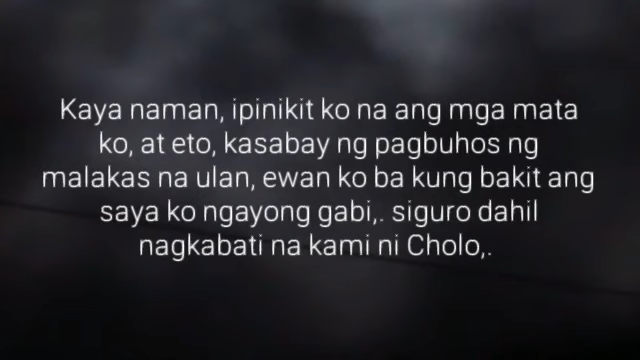 Kaya naman, ipinikit ko na ang mga mata
ko, at eto, kasabay ng pagbuhos ng
malakas na ulan, ewan ko ba kung bakit ang
saya ko ngayong gabi,. siguro dahil
nagkabati na kami ni Cholo,.